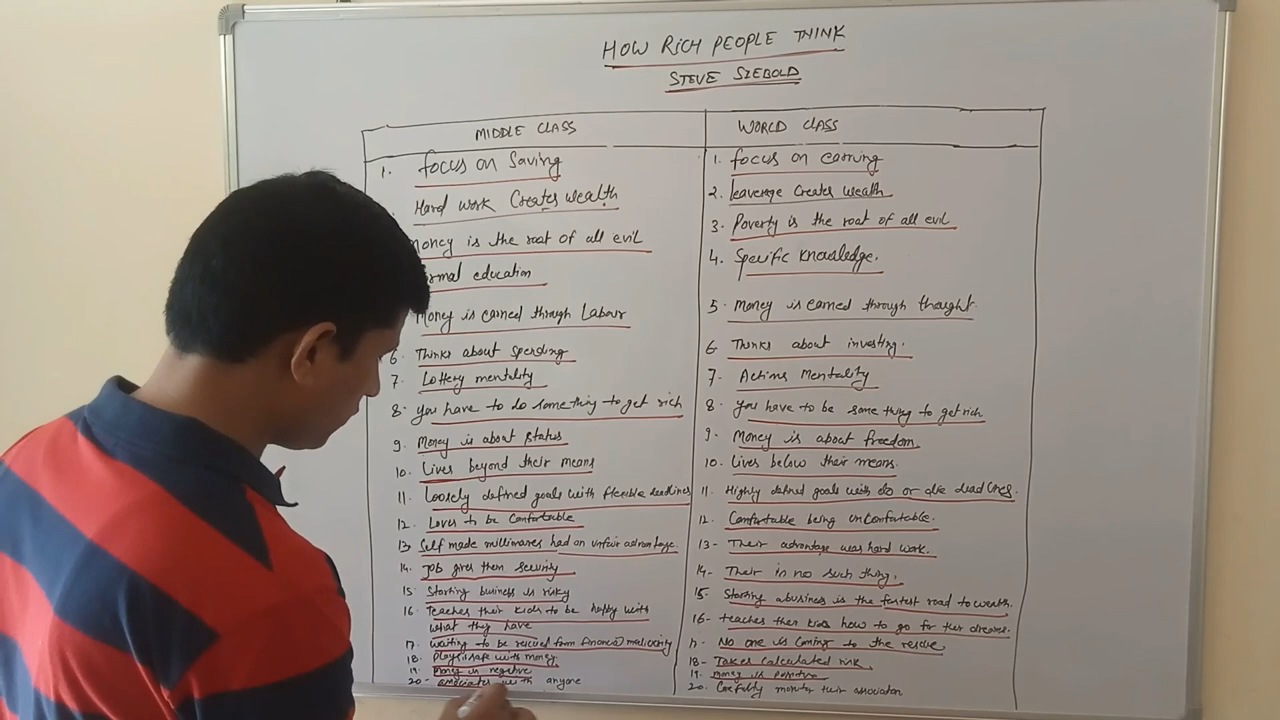 HOW RICH PEOPLE THINK
STEVE SIEBOLD
MIDDLE CLASS
1. focus on Saving
Hard work Creates wealth
Money is the root of all evil
ormal education
Money is earned through Labour
6. Thinks about spending
7. Lottery mentality
8. you have to do something to get rich
9. Money is about status
10. Lives beyond their means
11. Loosely defined goals with flexible deadlines
12. Loves to be Comfortable
13. Self made millionares had an unfair advantage.
14. Job gives them security
15. Starting business is risky
16. Teaches their kids to be happy with
what they have
17. waiting to be rescued from financial
18. plays safe with money
19. Money is negative
20- associates with anyone
WORLD CLASS
1. focus on earning
2. Leaverage Creates wealth
3. Poverty is the root of all evil
4. Specific knowledge.
5. Money is earned through thought.
6 Thinks about investing.
7. Actions Mentality
8. you have to be some thing to get rich
9. Money is about freedom.
10. Lives below their means.
11. Highly defined goals with do or die deadlines.
12. Comfortable being uncomfortable.
13- Their advantage was hard work.
14- Their is no such thing.
15- Starting abusiness is the fastest road to wealth.
16- teaches their kids how to go for their dreams.
17- No one is Coming to the rescue
18- Takes Calculated risk
19. Money is positive
20. Carefully monitor their association